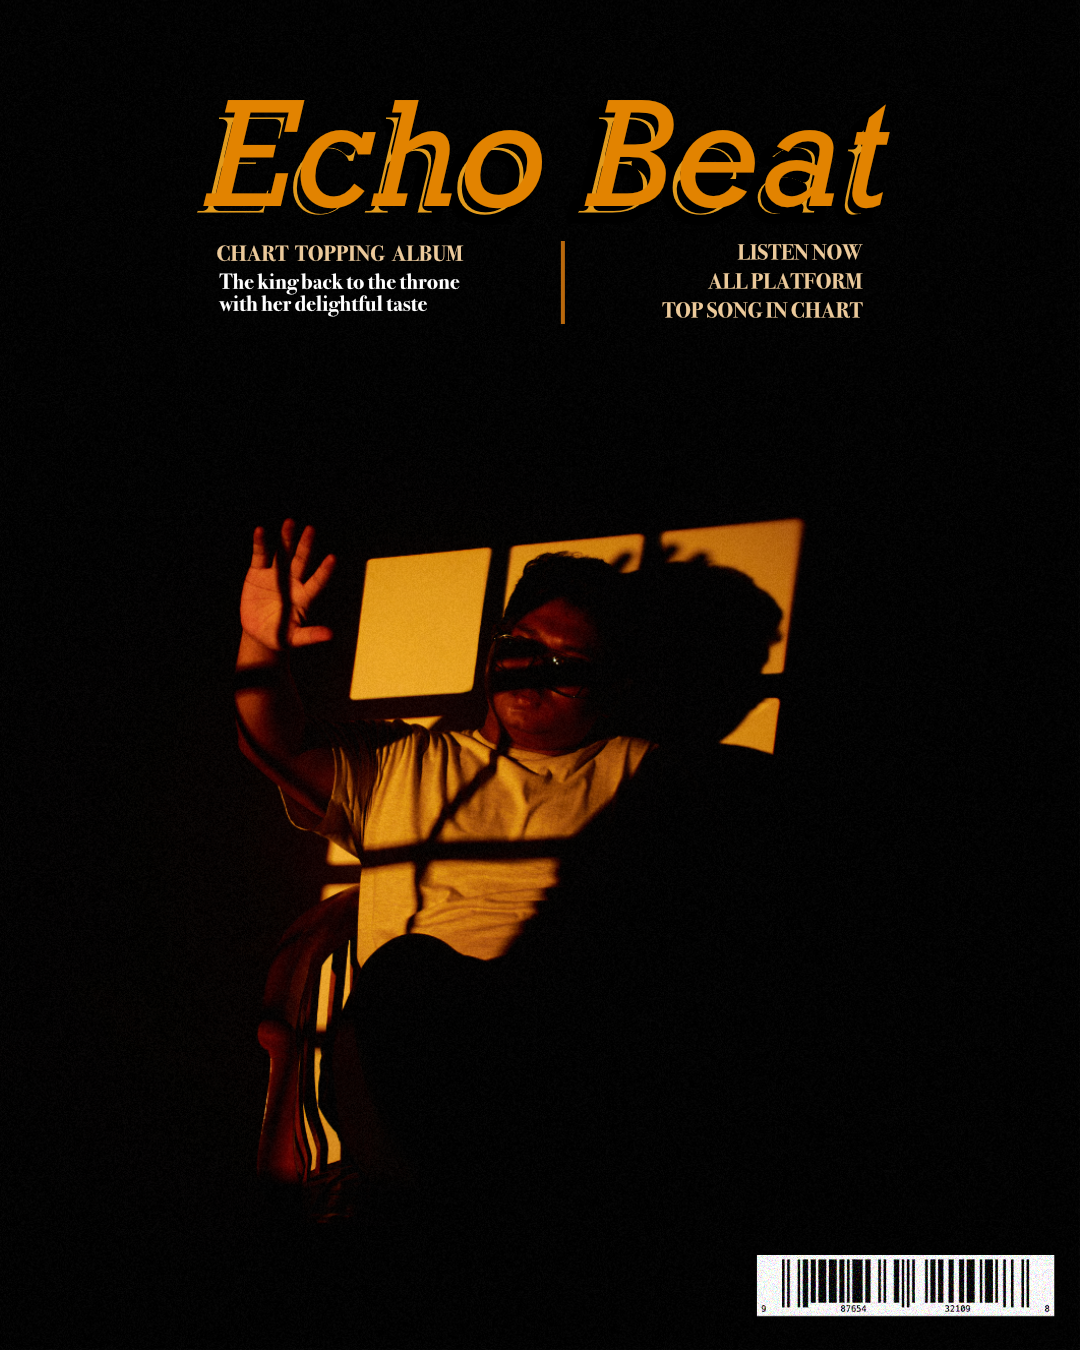 Echo Beat
CHART TOPPING ALBUM
The king back to the throne
with her delightful taste
LISTEN NOW
ALL PLATFORM
TOP SONG IN CHART
9 87654 32109 8